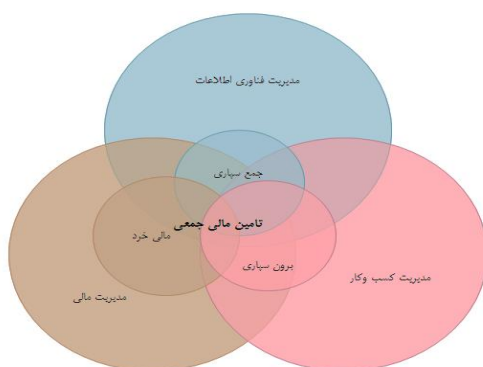 مدیریت فناوری اطلاعات
جمع سپاری
تامین مالی جمعی
مالی خرد
برون سپاری
مدیریت کسب وکار
مدیریت مالی